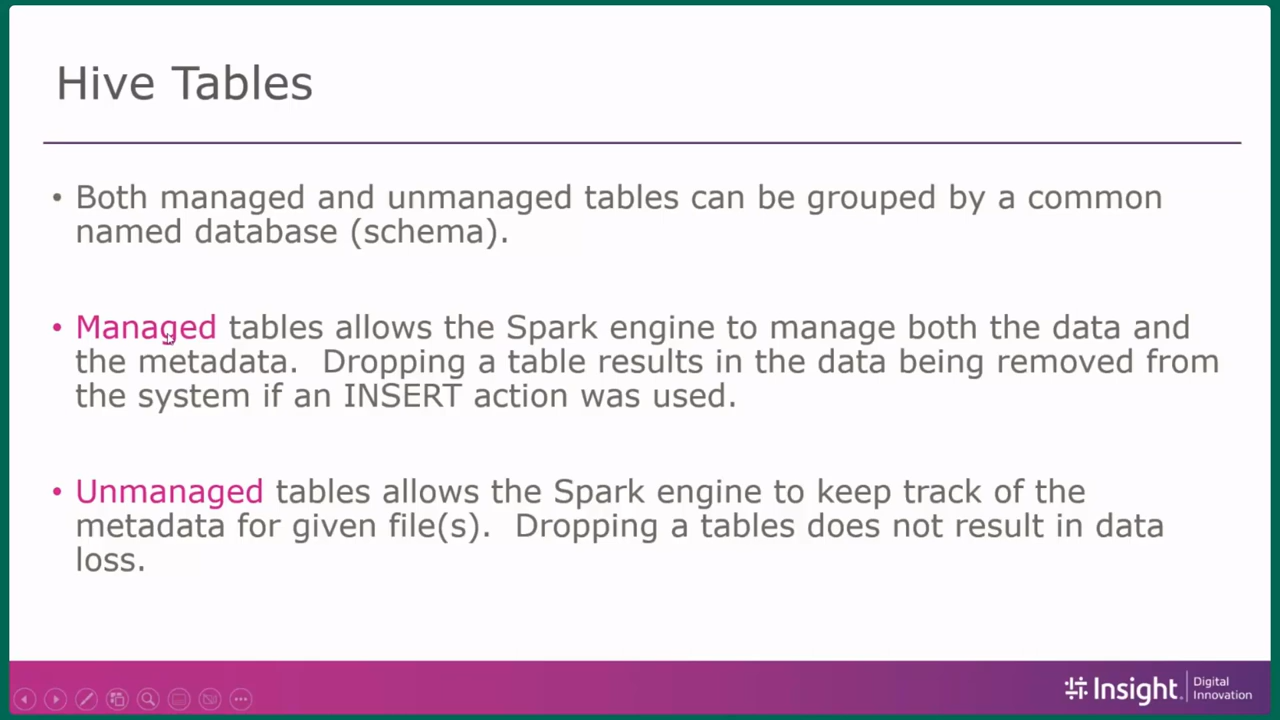 Hive Tables
• Both managed and unmanaged tables can be grouped by a common
named database (schema).
• Managed tables allows the Spark engine to manage both the data and
the metadata.  Dropping a table results in the data being removed from
the system if an INSERT action was used.
• Unmanaged tables allows the Spark engine to keep track of the
metadata for given file(s).  Dropping a tables does not result in data
loss.
Insight. Digital
Innovation